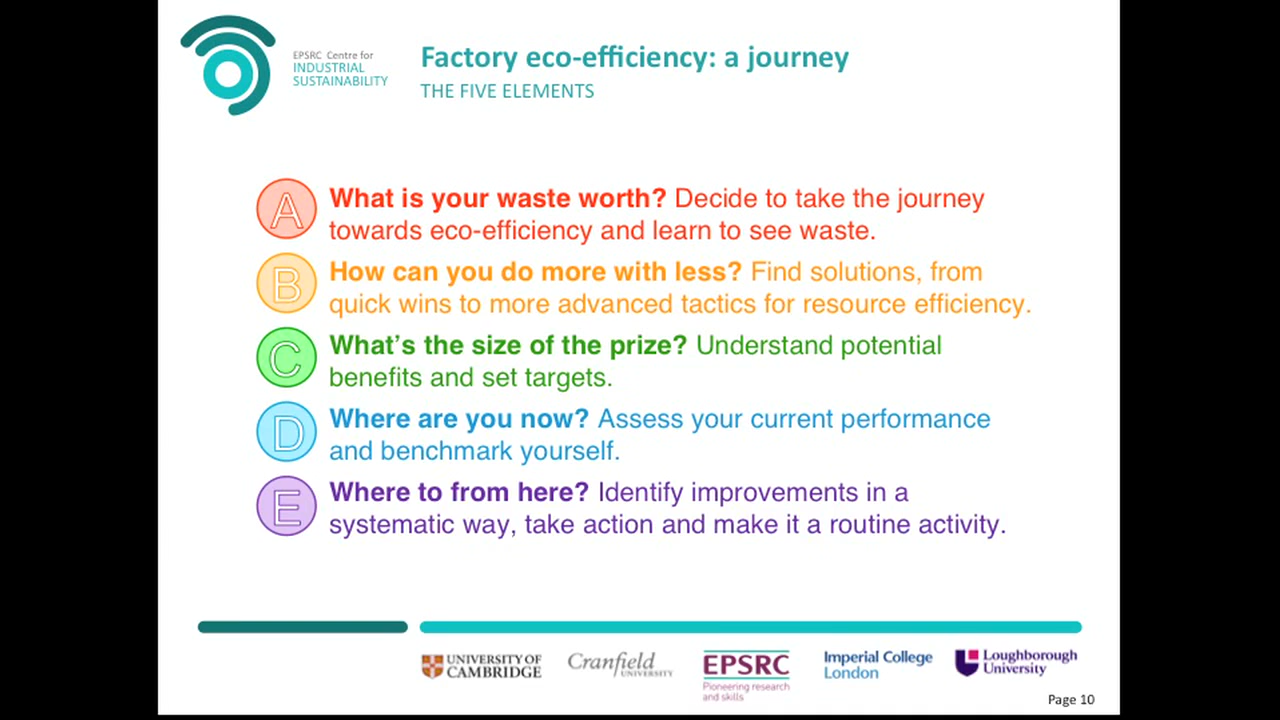 EPSRC Centre for
INDUSTRIAL
SUSTAINABILITY
Factory eco-efficiency: a journey
THE FIVE ELEMENTS
A
What is your waste worth? Decide to take the journey
towards eco-efficiency and learn to see waste.
B
How can you do more with less? Find solutions, from
quick wins to more advanced tactics for resource efficiency.
C
What’s the size of the prize? Understand potential
benefits and set targets.
D
Where are you now? Assess your current performance
and benchmark yourself.
E
Where to from here? Identify improvements in a
systematic way, take action and make it a routine activity.
UNIVERSITY OF
CAMBRIDGE
Cranfield
UNIVERSITY
EPSRC
Pioneering research
and skills
Imperial College
London
Loughborough
University
Page 10